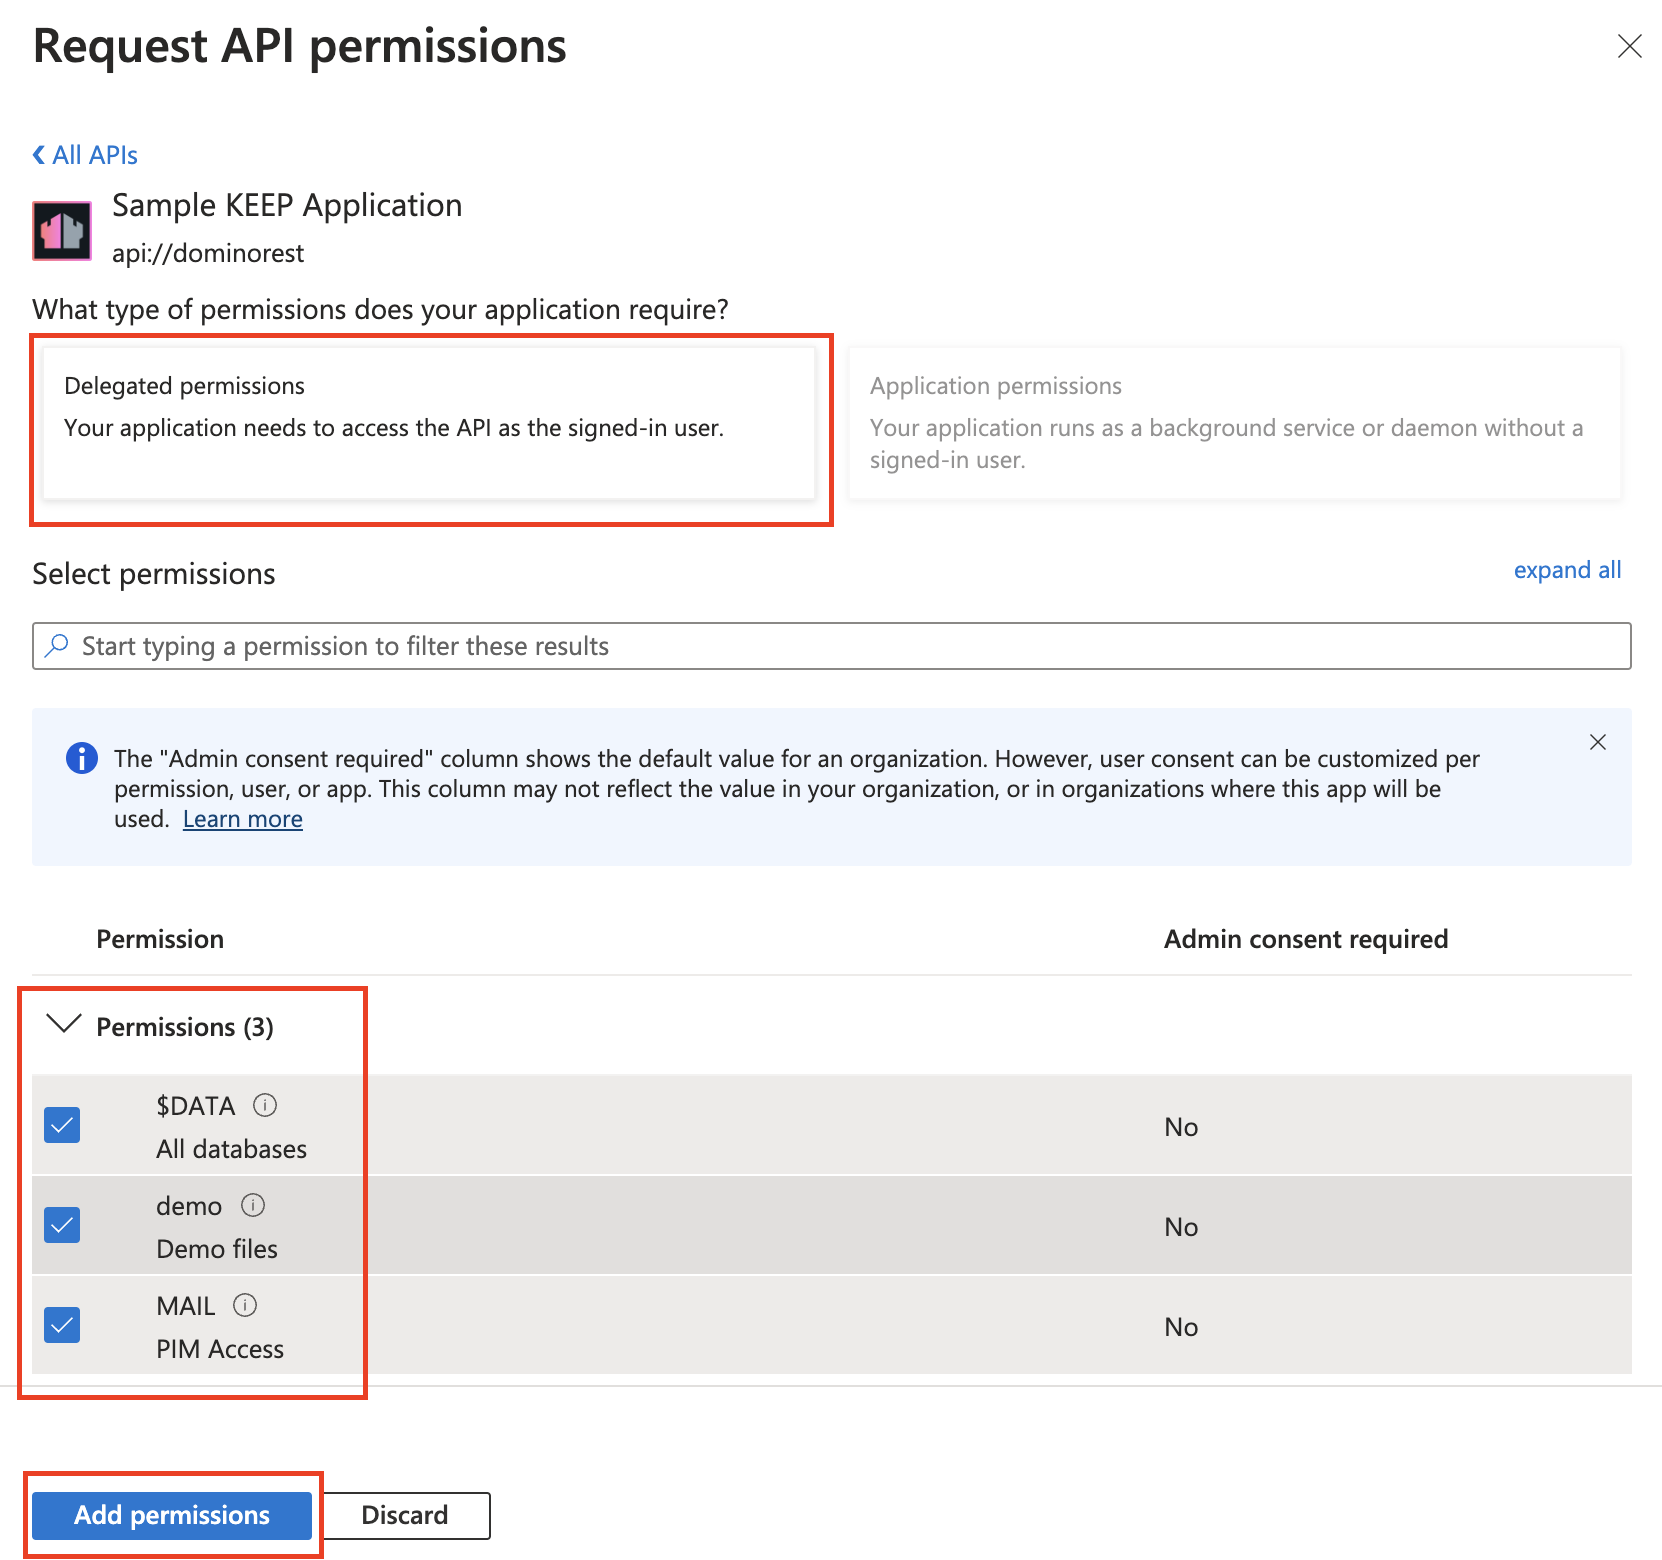 Request API permissions
All APIs
Sample KEEP Application
api://dominorest
What type of permissions does your application require?
Delegated permissions
Your application needs to access the API as the signed-in user.
Application permissions
Your application runs as a background service or daemon without a
signed-in user.
Select permissions
expand all
Start typing a permission to filter these results
The "Admin consent required" column shows the default value for an organization. However, user consent can be customized per
permission, user, or app. This column may not reflect the value in your organization, or in organizations where this app will be
used. Learn more
Permission
Admin consent required
Permissions (3)
$DATA
All databases
No
demo
Demo files
No
MAIL
PIM Access
No
Add permissions
Discard